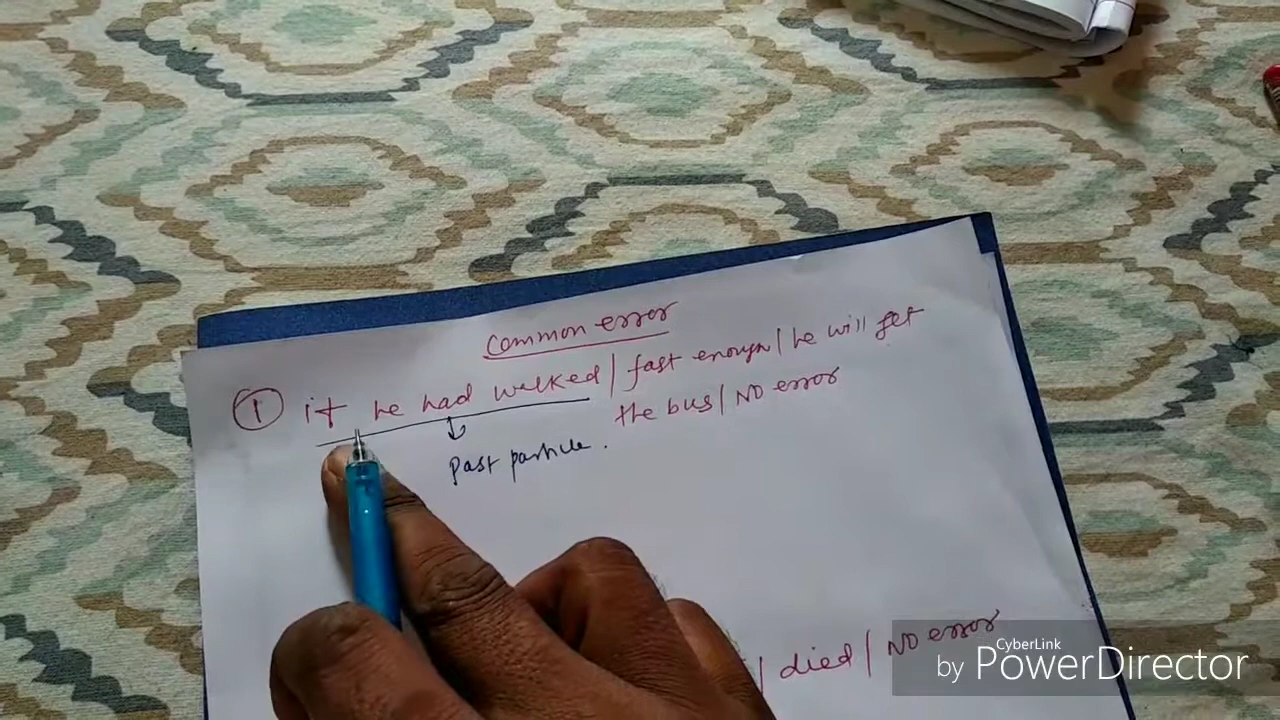 common error
① if he had walked / fast enough / he will get
the bus / NO error
Past particle.
/ died / NO error
CyberLink
by PowerDirector